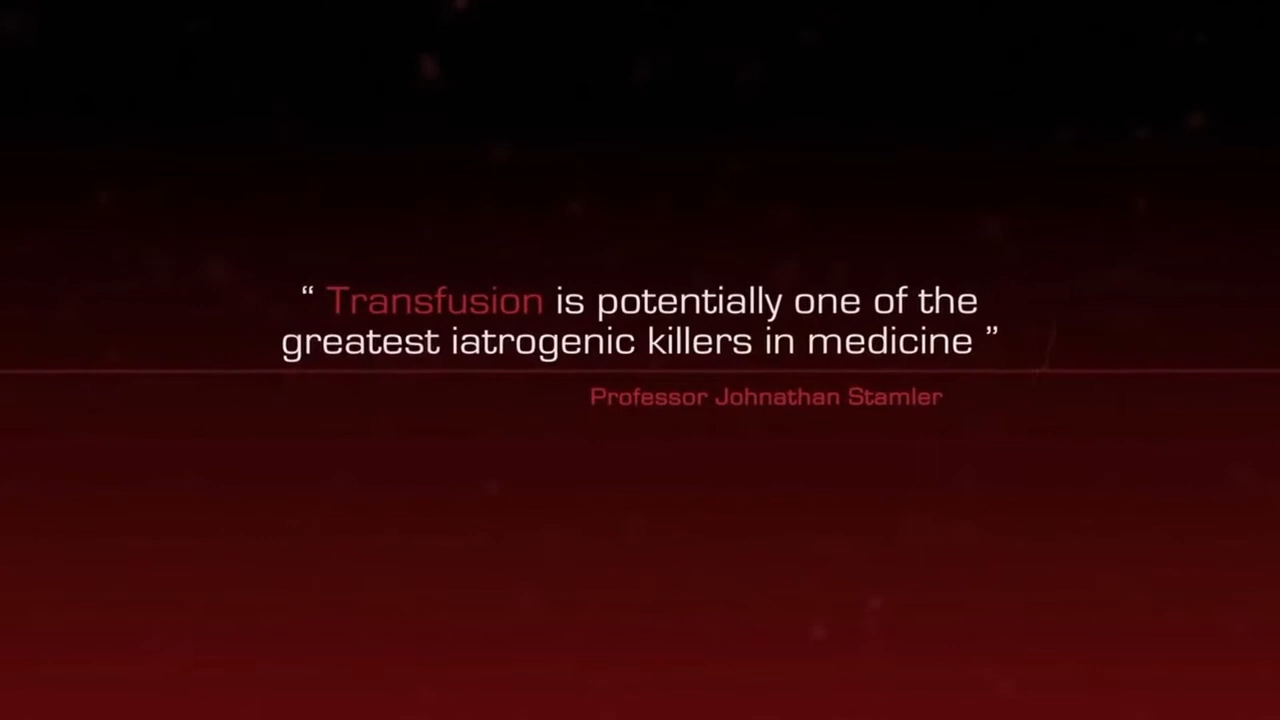 “ Transfusion is potentially one of the
greatest iatrogenic killers in medicine ”
Professor Johnathan Stamler